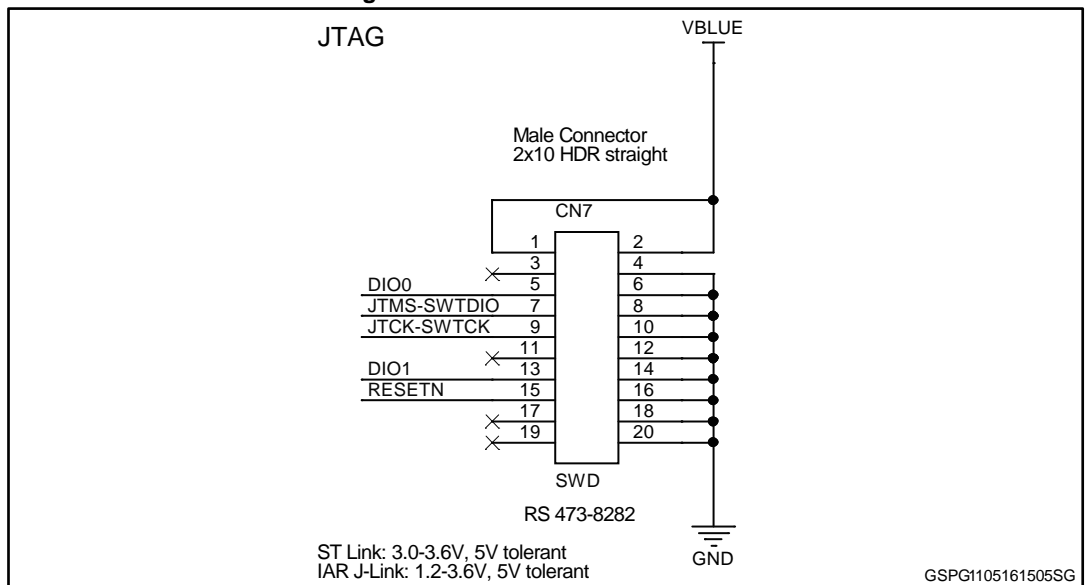 JTAG
VBLUE
Male Connector
2x10 HDR straight
CN7
1 2
3 4
DIO0 5 6
JTMS-SWTDIO 7 8
JTCK-SWTCK 9 10
11 12
DIO1 13 14
RESETN 15 16
17 18
19 20
SWD
RS 473-8282
GND
ST Link: 3.0-3.6V, 5V tolerant
IAR J-Link: 1.2-3.6V, 5V tolerant
GSPG1105161505SG